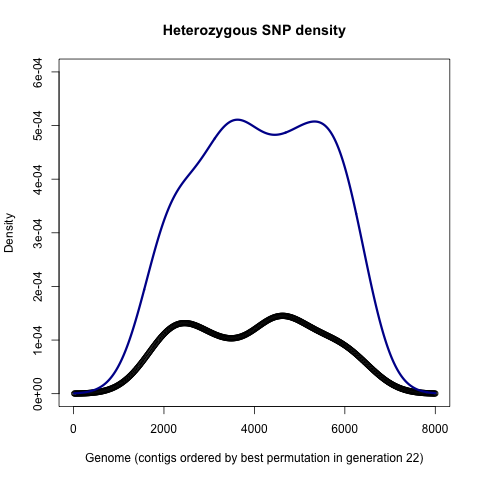 Heterozygous SNP density
Density
6e-04
5e-04
4e-04
3e-04
2e-04
1e-04
0e+00
0 2000 4000 6000 8000
Genome (contigs ordered by best permutation in generation 22)